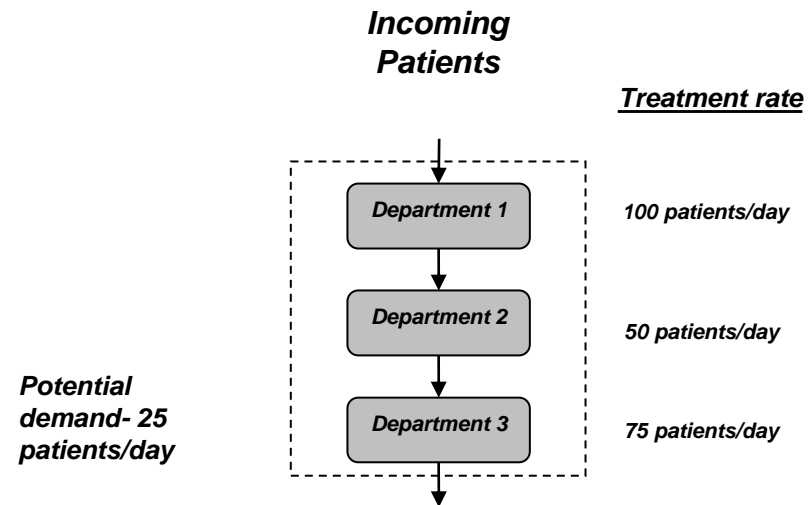 Incoming
Patients
Treatment rate
Department 1
100 patients/day
Department 2
50 patients/day
Potential
demand- 25
patients/day
Department 3
75 patients/day